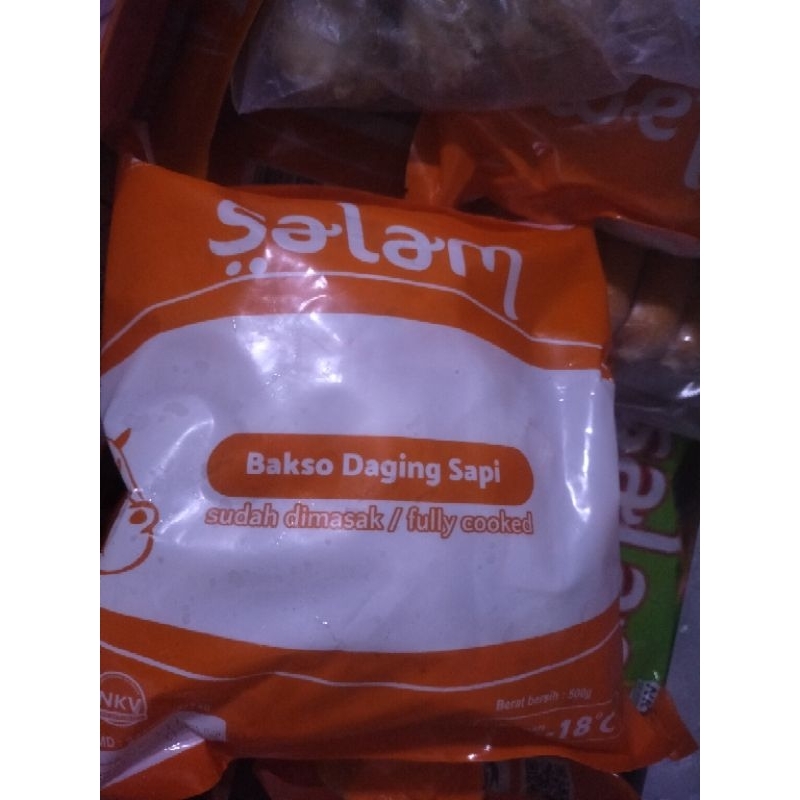 Salam
Bakso Daging Sapi
sudah dimasak / fully cooked
NKV
Berat bersih : 500g
-18°C